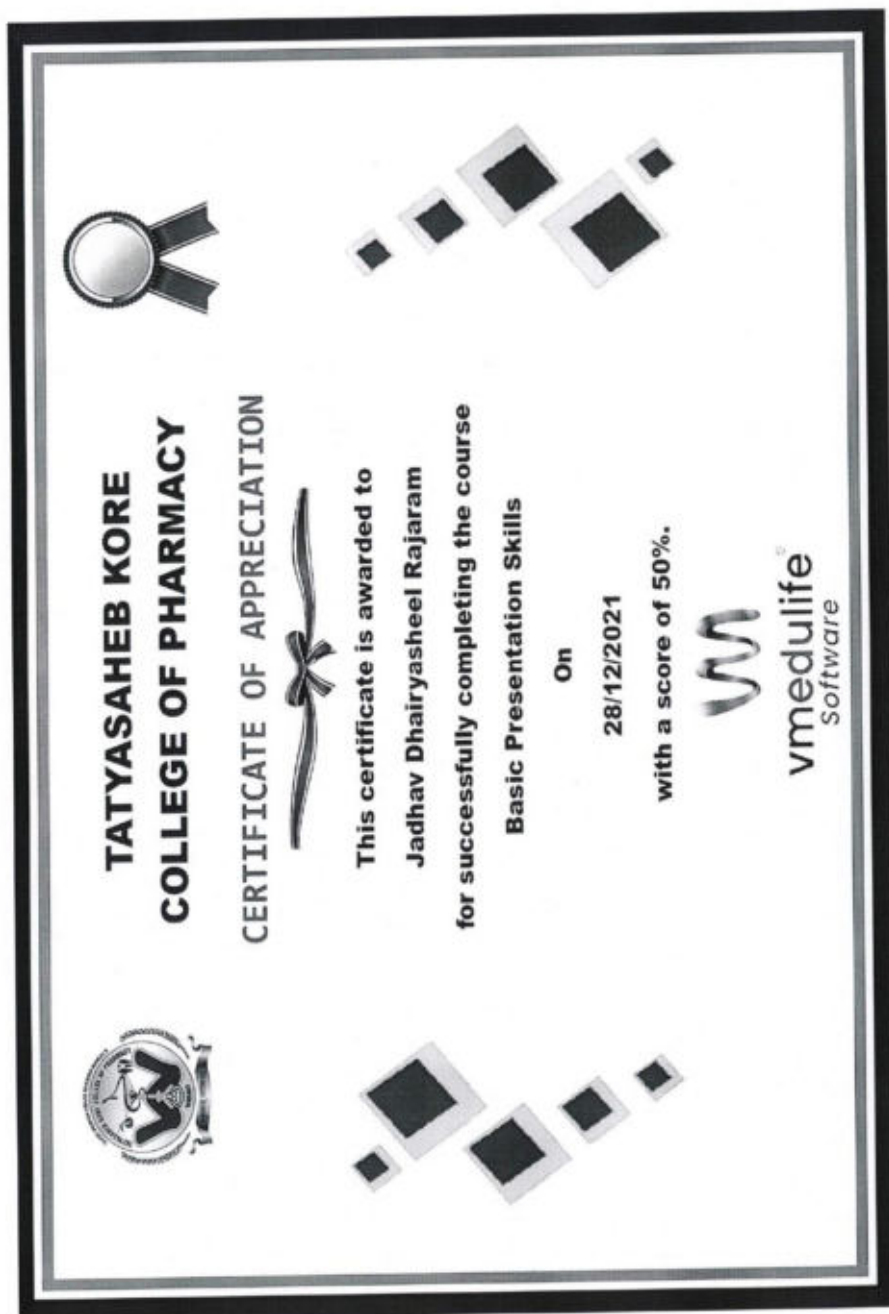 TATYASAHEB KORE
COLLEGE OF PHARMACY
CERTIFICATE OF APPRECIATION
This certificate is awarded to
Jadhav Dhairyasheel Rajaram
for successfully completing the course
Basic Presentation Skills
On
28/12/2021
with a score of 50%.
vmedulife
Software